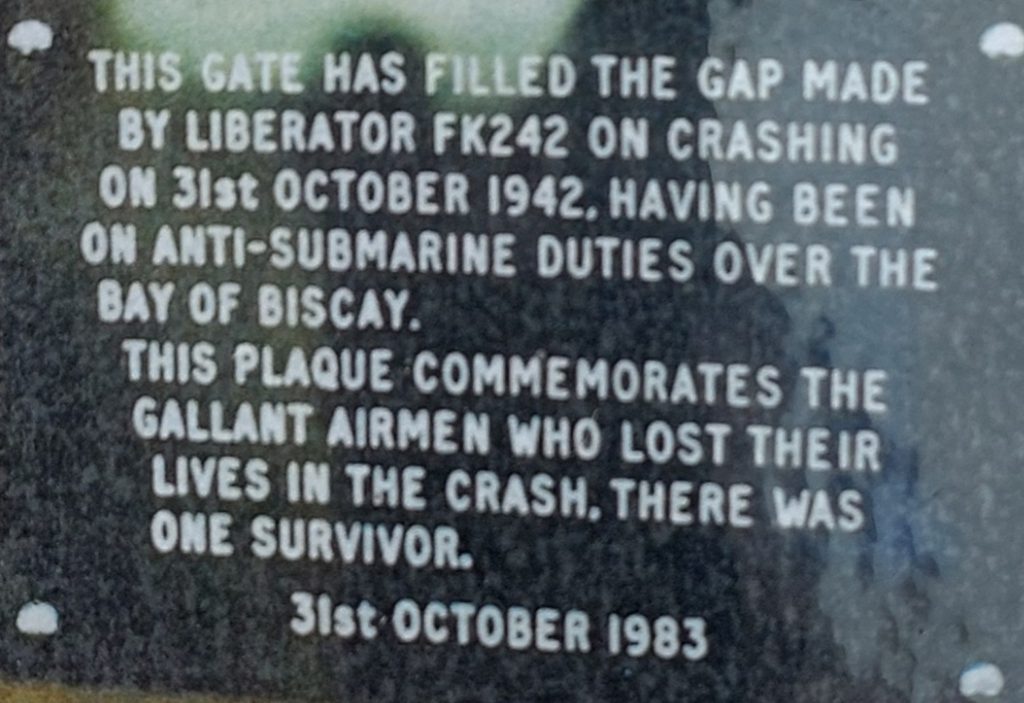 THIS GATE HAS FILLED THE GAP MADE
BY LIBERATOR FK242 ON CRASHING
ON 31st OCTOBER 1942. HAVING BEEN
ON ANTI-SUBMARINE DUTIES OVER THE
BAY OF BISCAY.
THIS PLAQUE COMMEMORATES THE
GALLANT AIRMEN WHO LOST THEIR
LIVES IN THE CRASH. THERE WAS
ONE SURVIVOR.
31st OCTOBER 1983